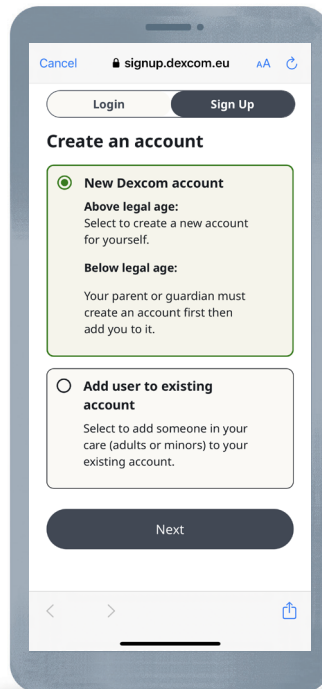 Cancel
signup.dexcom.eu
AA
Login
Sign Up
Create an account
New Dexcom account
Above legal age:
Select to create a new account
for yourself.
Below legal age:
Your parent or guardian must
create an account first then
add you to it.
Add user to existing
account
Select to add someone in your
care (adults or minors) to your
existing account.
Next